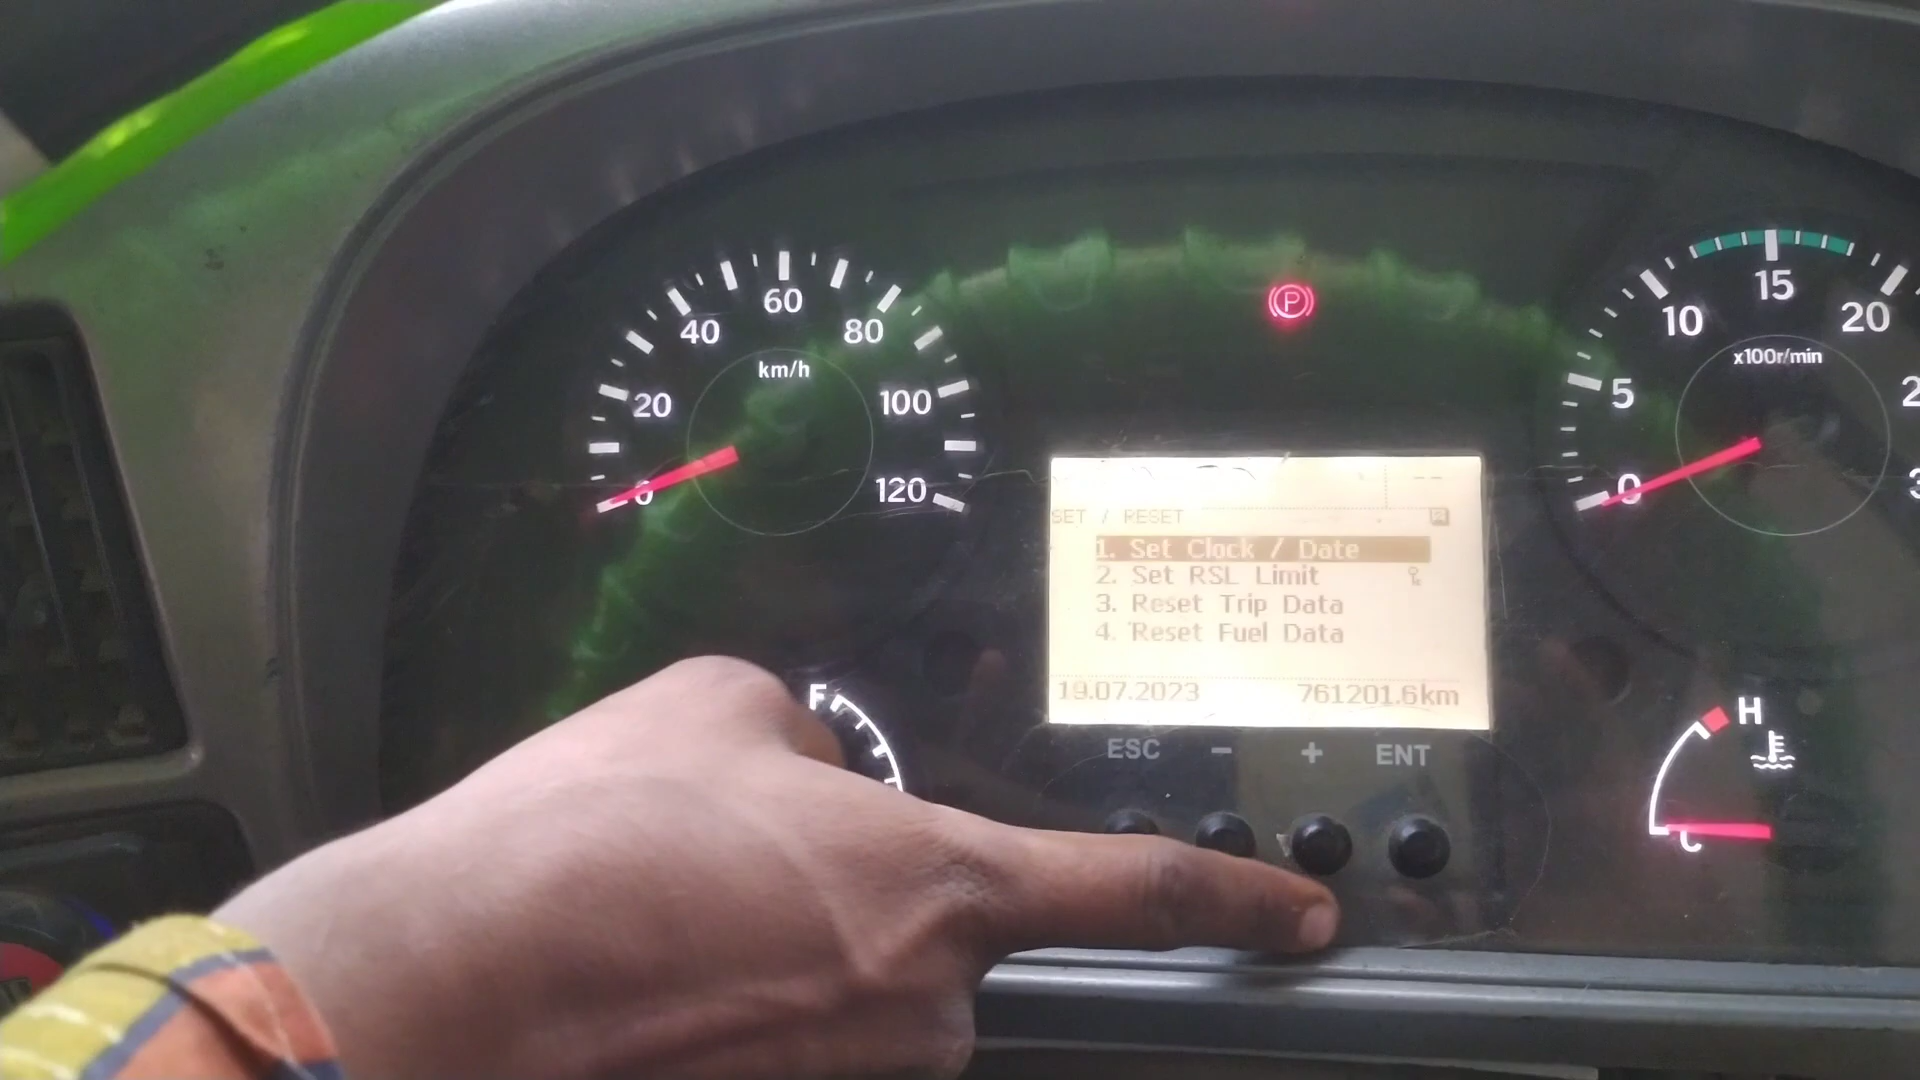 60
40
80
km/h
20
100
0
120
P
15
10
20
x100r/min
5
0
SET / RESET
1. Set Clock / Date
2. Set RSL Limit
3. Reset Trip Data
4. Reset Fuel Data
19.07.2023 761201.6km
F
ESC - + ENT
H
C